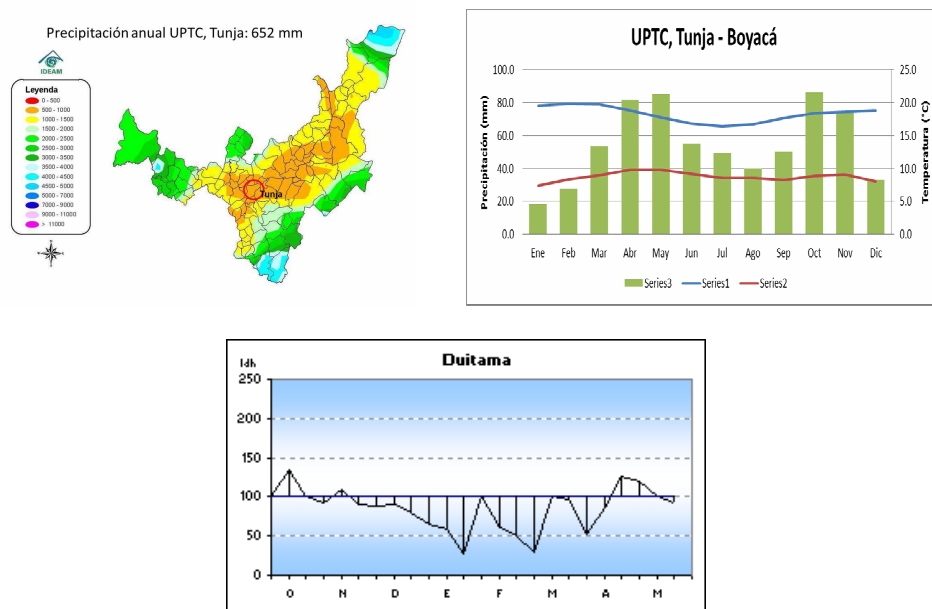 Precipitación anual UPTC, Tunja: 652 mm
IDEAM
Leyenda
0 - 500
500 - 1000
1000 - 1500
1500 - 2000
2000 - 2500
2500 - 3000
3000 - 3500
3500 - 4000
4000 - 4500
4500 - 5000
5000 - 7000
7000 - 9000
9000 - 11000
> 11000
Tunja
UPTC, Tunja - Boyacá
Precipitación (mm)
100.0
80.0
60.0
40.0
20.0
0.0
25.0
20.0
15.0
10.0
5.0
0.0
Temperatura (°C)
Ene Feb Mar Abr May Jun Jul Ago Sep Oct Nov Dic
Series3 Series1 Series2
Duitama
Idh
250
200
150
100
50
0
O N D E F M A M